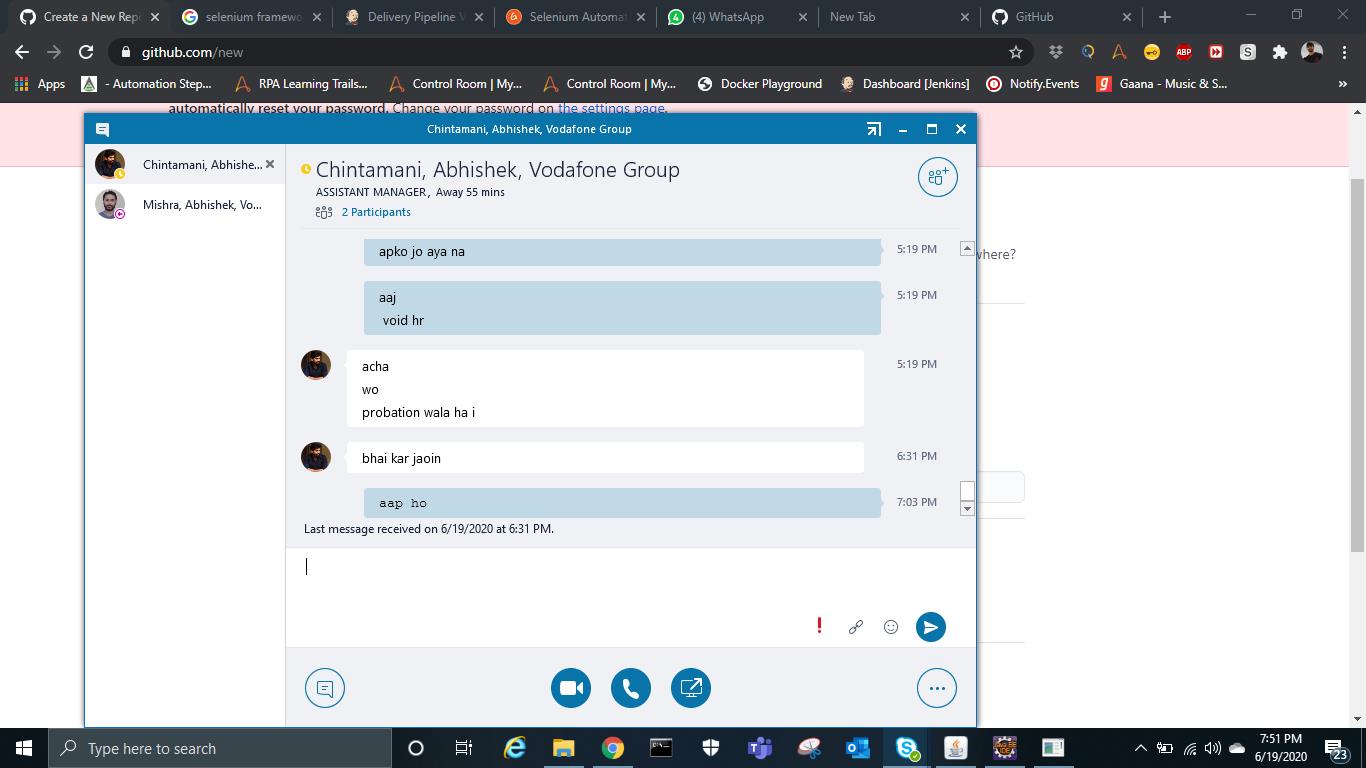 Create a New Repo
selenium framewo
Delivery Pipeline V
Selenium Automat
(4) WhatsApp
New Tab
GitHub
github.com/new
Apps
- Automation Step...
RPA Learning Trails...
Control Room | My...
Control Room | My...
Docker Playground
Dashboard [Jenkins]
Notify.Events
Gaana - Music & S...
»
automatically reset your password. Change your password on the settings page.
Chintamani, Abhishek, Vodafone Group
Chintamani, Abhishe...
Mishra, Abhishek, Vo...
Chintamani, Abhishek, Vodafone Group
ASSISTANT MANAGER, Away 55 mins
2 Participants
where?
apko jo aya na
5:19 PM
aaj
5:19 PM
void hr
acha
5:19 PM
wo
probation wala ha i
bhai kar jaoin
6:31 PM
aap ho
7:03 PM
Last message received on 6/19/2020 at 6:31 PM.
Type here to search
7:51 PM
6/19/2020
23